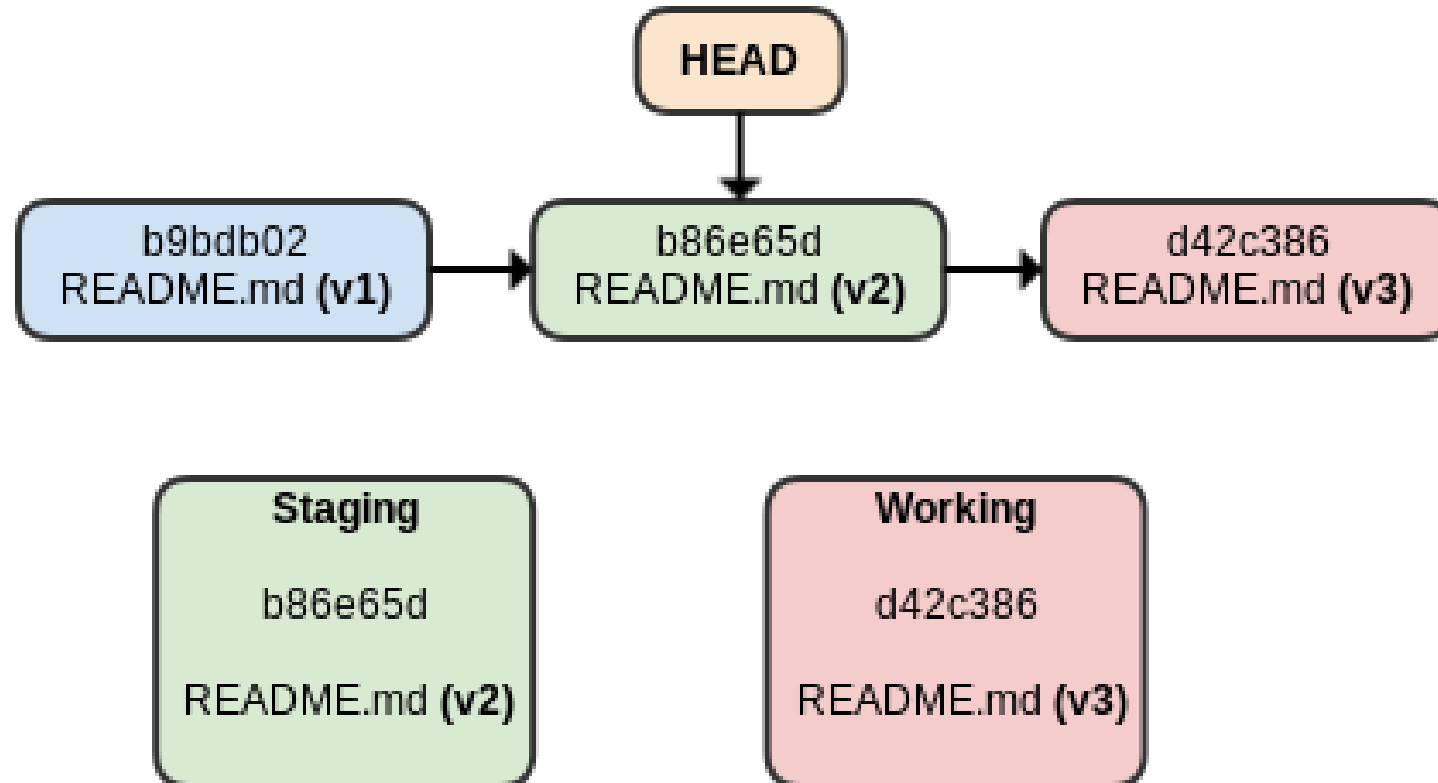 HEAD
b9bdb02
README.md (v1)
b86e65d
README.md (v2)
d42c386
README.md (v3)
Staging
b86e65d
README.md (v2)
Working
d42c386
README.md (v3)